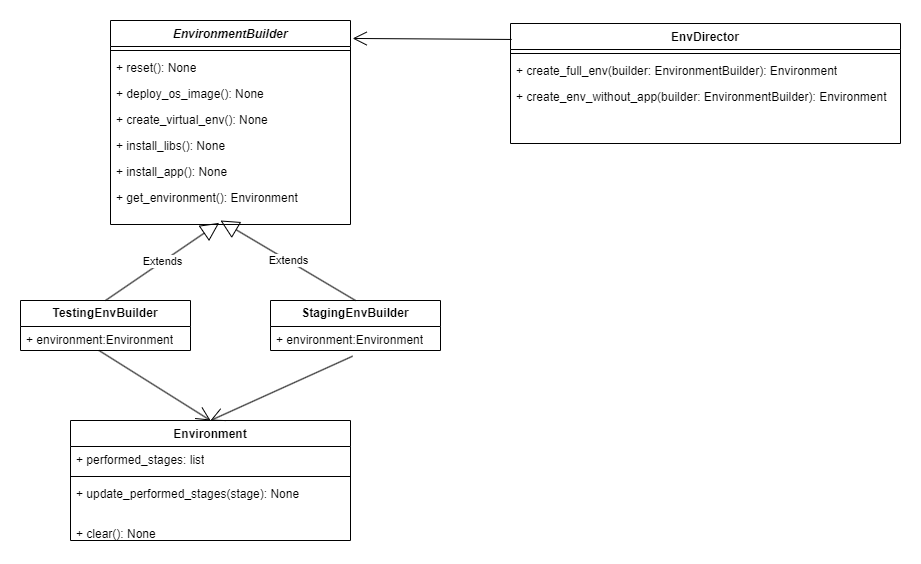 EnvironmentBuilder
+ reset(): None
+ deploy_os_image(): None
+ create_virtual_env(): None
+ install_libs(): None
+ install_app(): None
+ get_environment(): Environment
EnvDirector
+ create_full_env(builder: EnvironmentBuilder): Environment
+ create_env_without_app(builder: EnvironmentBuilder): Environment
Extends
Extends
TestingEnvBuilder
+ environment:Environment
StagingEnvBuilder
+ environment:Environment
Environment
+ performed_stages: list
+ update_performed_stages(stage): None
+ clear(): None